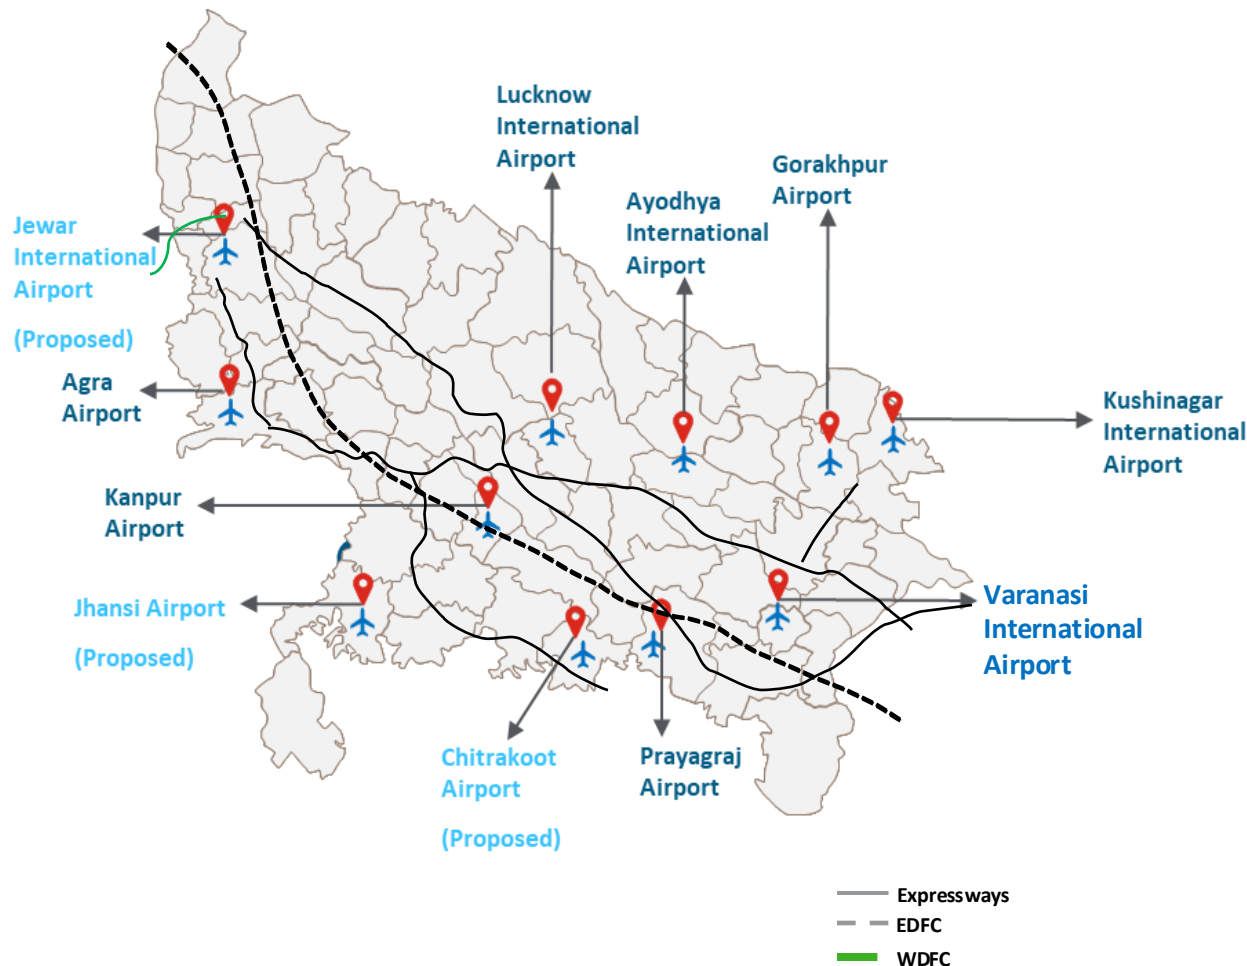 Lucknow
International
Airport
Gorakhpur
Airport
Ayodhya
International
Airport
Jewar
International
Airport
(Proposed)
Agra
Airport
Kushinagar
International
Airport
Kanpur
Airport
Jhansi Airport
(Proposed)
Varanasi
International
Airport
Chitrakoot
Airport
(Proposed)
Prayagraj
Airport
Expressways
EDFC
WDFC